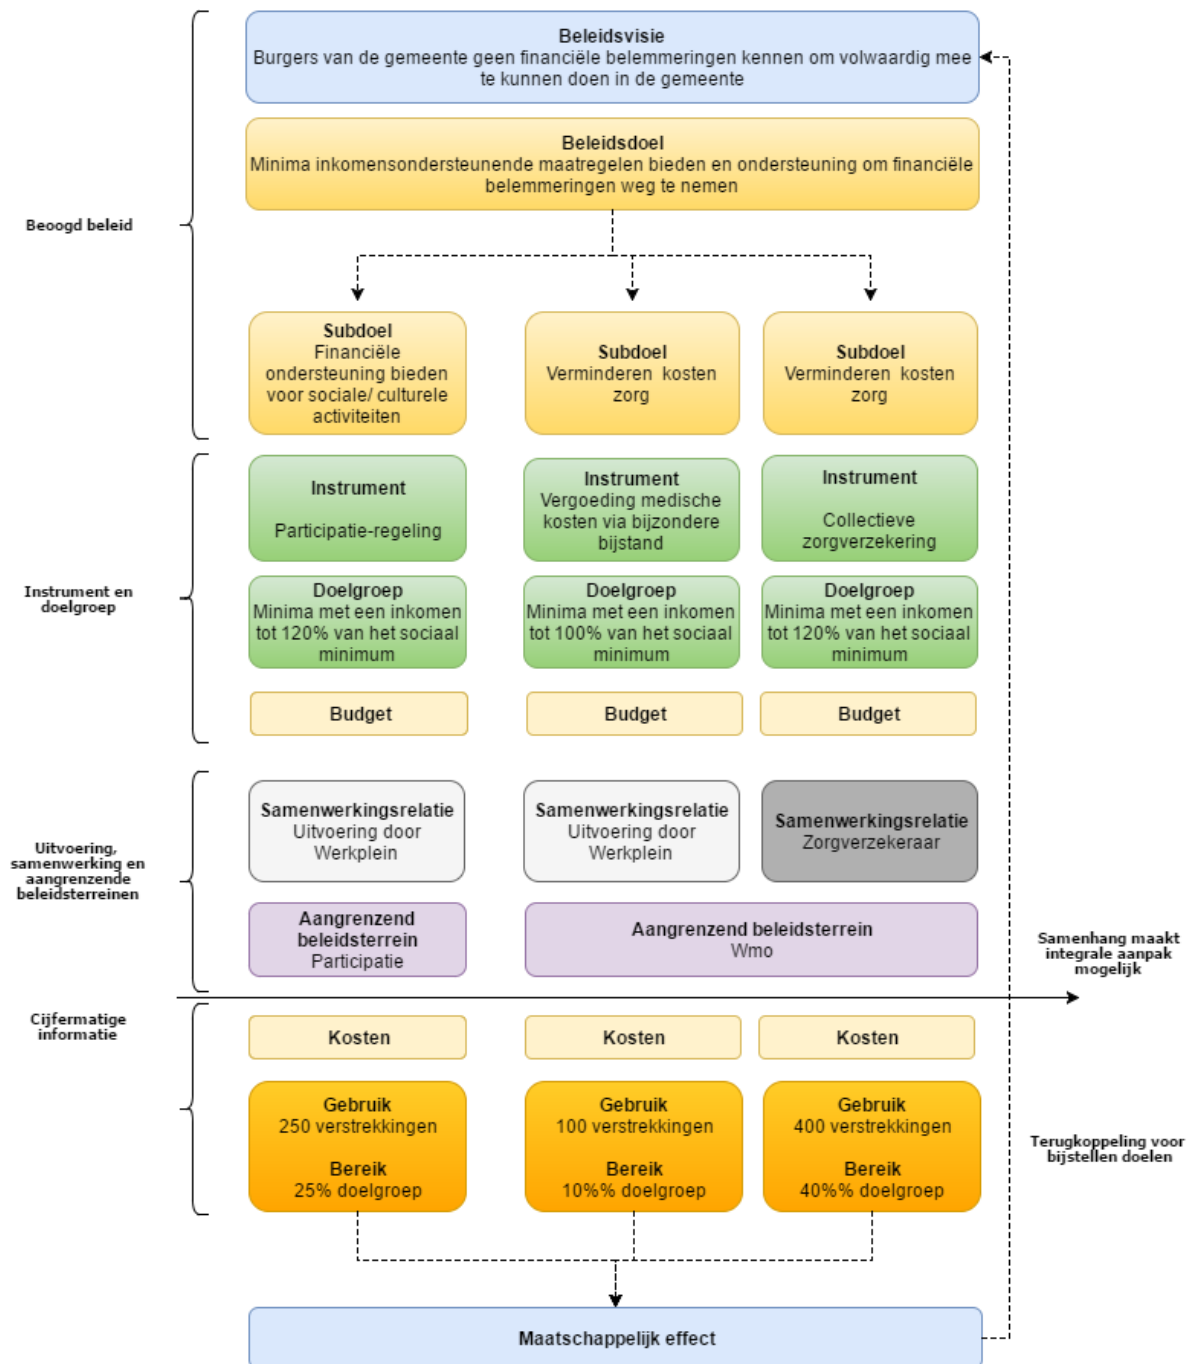 Beleidsvisie
Burgers van de gemeente geen financiële belemmeringen kennen om volwaardig mee
te kunnen doen in de gemeente
Beleidsdoel
Minima inkomensondersteunende maatregelen bieden en ondersteuning om financiële
belemmeringen weg te nemen
Beoogd beleid
Subdoel
Financiële
ondersteuning bieden
voor sociale/ culturele
activiteiten
Subdoel
Verminderen kosten
zorg
Subdoel
Verminderen kosten
zorg
Instrument en
doelgroep
Instrument
Participatie-regeling
Instrument
Vergoeding medische
kosten via bijzondere
bijstand
Instrument
Collectieve
zorgverzekering
Doelgroep
Minima met een inkomen
tot 120% van het sociaal
minimum
Doelgroep
Minima met een inkomen
tot 100% van het sociaal
minimum
Doelgroep
Minima met een inkomen
tot 120% van het sociaal
minimum
Budget
Budget
Budget
Uitvoering,
samenwerking en
aangrenzende
beleidsterreinen
Samenwerkingsrelatie
Uitvoering door
Werkplein
Samenwerkingsrelatie
Uitvoering door
Werkplein
Samenwerkingsrelatie
Zorgverzekeraar
Aangrenzend
beleidsterrein
Participatie
Aangrenzend beleidsterrein
Wmo
Samenhang maakt
integrale aanpak
mogelijk
Cijfermatige
informatie
Kosten
Kosten
Kosten
Gebruik
250 verstrekkingen
Bereik
25% doelgroep
Gebruik
100 verstrekkingen
Bereik
10%% doelgroep
Gebruik
400 verstrekkingen
Bereik
40%% doelgroep
Terugkoppeling voor
bijstellen doelen
Maatschappelijk effect